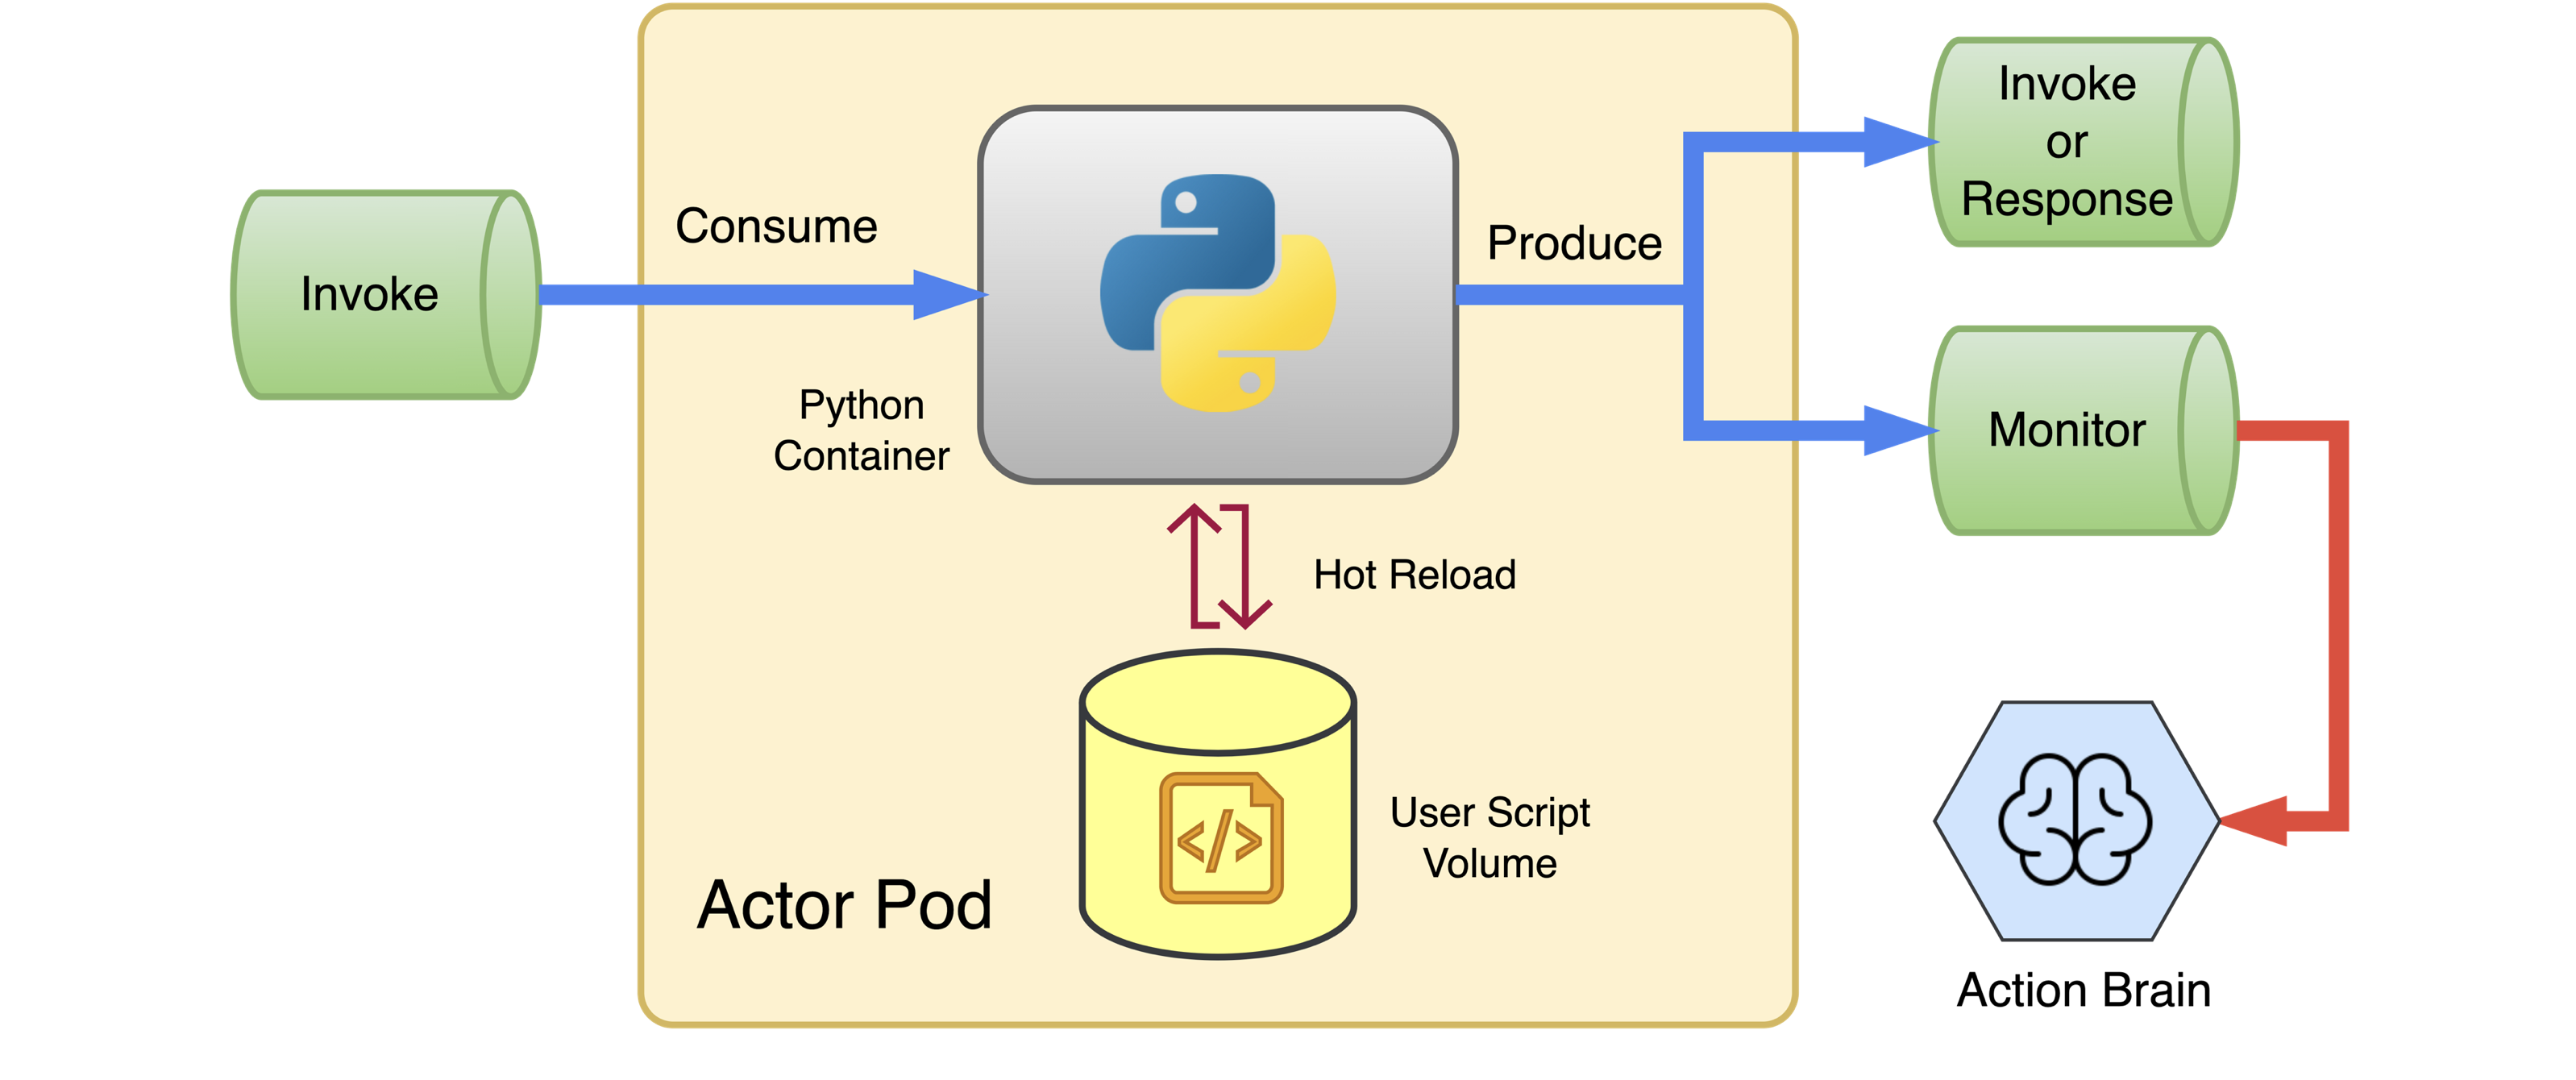 Invoke
Consume
Python
Container
Produce
Invoke
or
Response
Monitor
Hot Reload
</>
User Script
Volume
Actor Pod
Action Brain